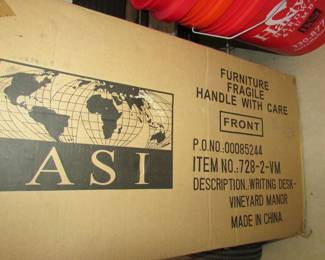 ASI
FURNITURE
FRAGILE
HANDLE WITH CARE
FRONT
P.O.NO.:00085244
ITEM NO.:728-2-VM
DESCRIPTION.:WRITING DESK-
VINEYARD MANOR
MADE IN CHINA